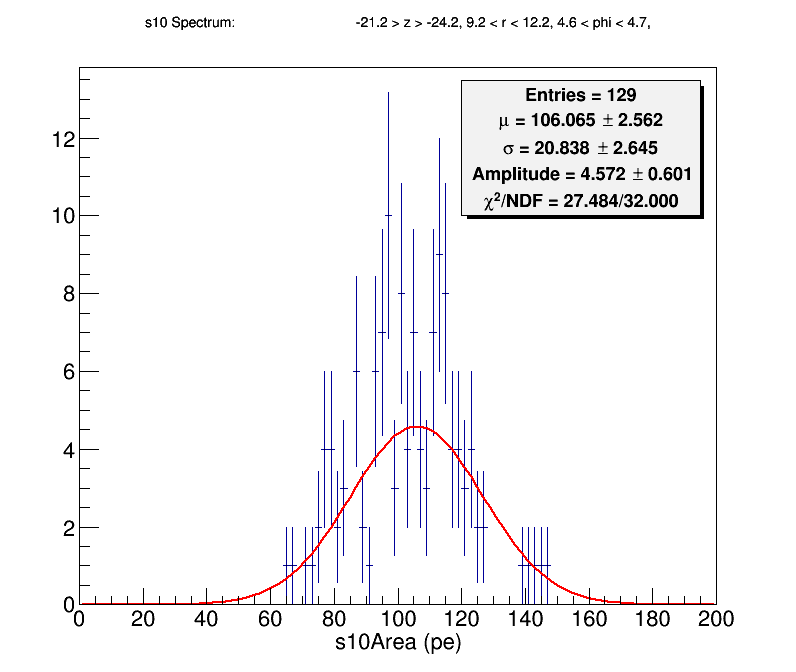 s10 Spectrum: -21.2 > z > -24.2, 9.2 < r < 12.2, 4.6 < phi < 4.7,
Entries = 129
μ = 106.065 ± 2.562
σ = 20.838 ± 2.645
Amplitude = 4.572 ± 0.601
χ²/NDF = 27.484/32.000
12
10
8
6
4
2
0
0 20 40 60 80 100 120 140 160 180 200
s10Area (pe)